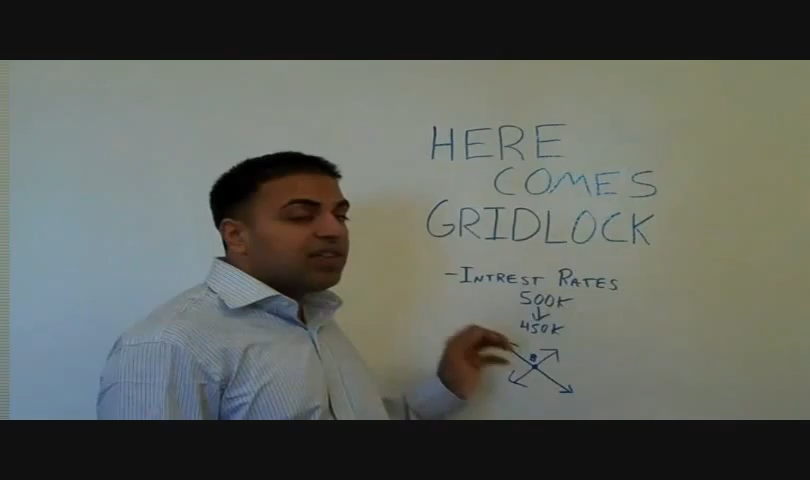 HERE
COMES
GRIDLOCK
- INTREST RATES
500K
450K